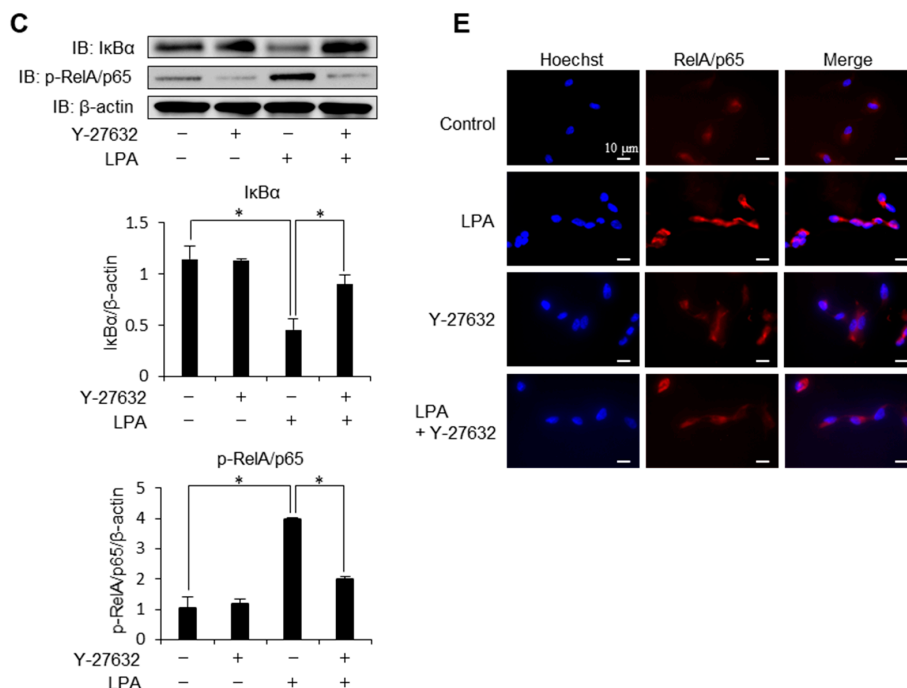 C
IB: IκBα
IB: p-RelA/p65
IB: β-actin
Y-27632 – + – +
LPA – – + +
IκBα
* *
IκBα/β-actin
1.5
1
0.5
0
Y-27632 – + – +
LPA – – + +
p-RelA/p65
* *
p-RelA/p65/β-actin
5
4
3
2
1
0
Y-27632 – + – +
LPA – – + +
E
Hoechst RelA/p65 Merge
Control
10 μm
LPA
Y-27632
LPA
+ Y-27632